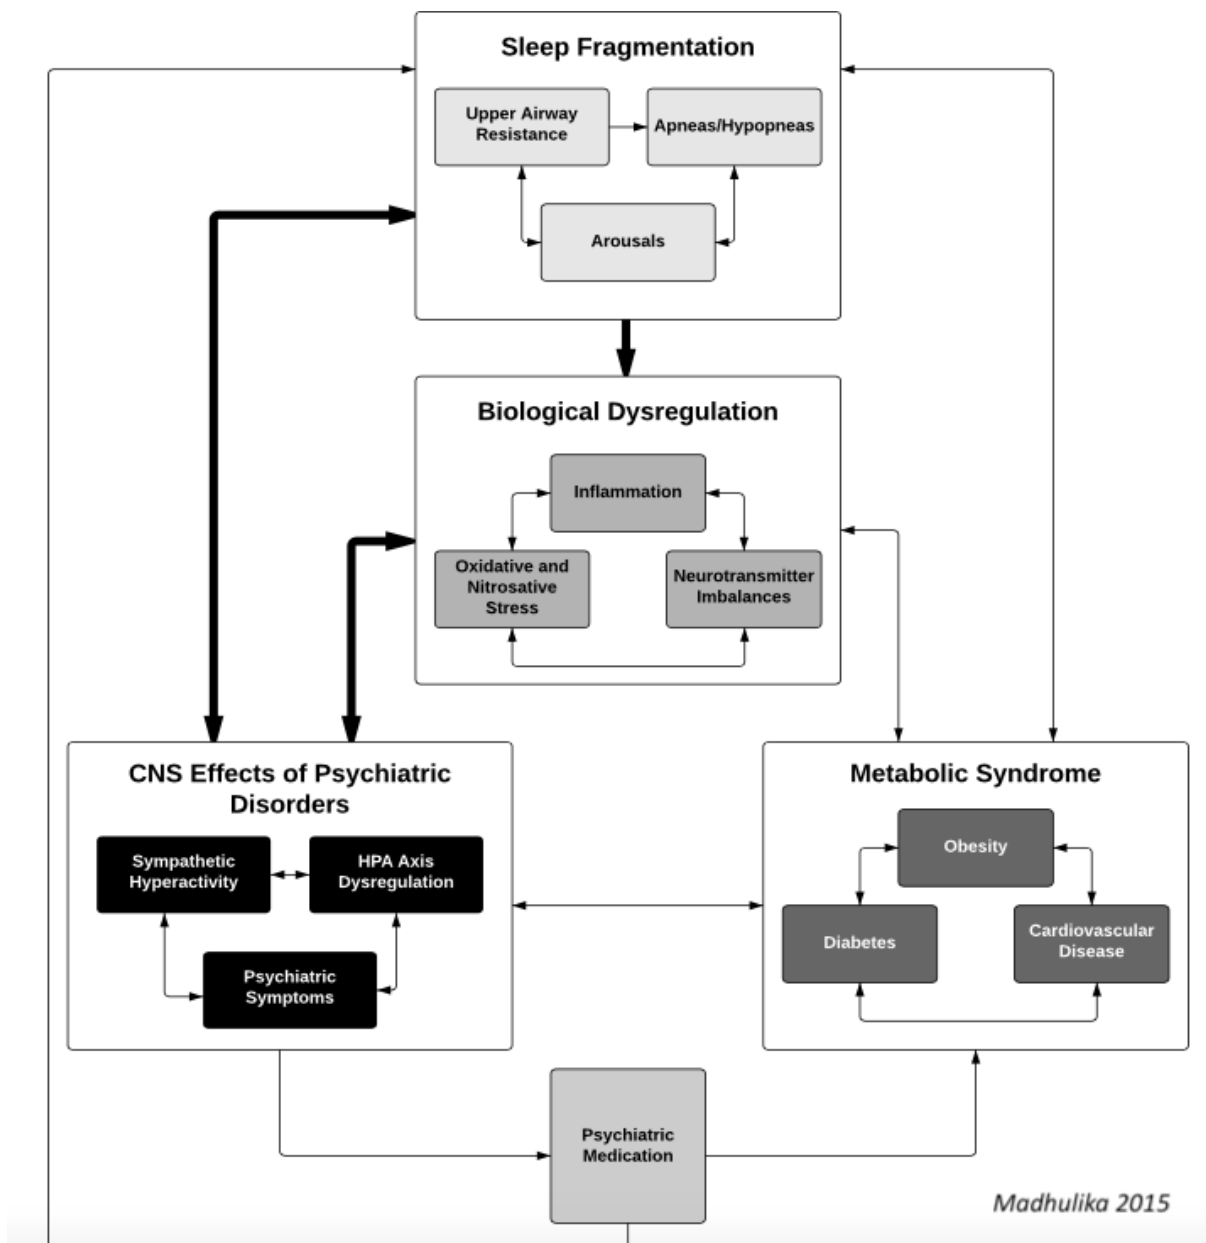 Sleep Fragmentation
Upper Airway
Resistance
Apneas/Hypopneas
Arousals
Biological Dysregulation
Inflammation
Oxidative and
Nitrosative
Stress
Neurotransmitter
Imbalances
CNS Effects of Psychiatric
Disorders
Sympathetic
Hyperactivity
HPA Axis
Dysregulation
Psychiatric
Symptoms
Metabolic Syndrome
Obesity
Diabetes
Cardiovascular
Disease
Psychiatric
Medication
Madhulika 2015